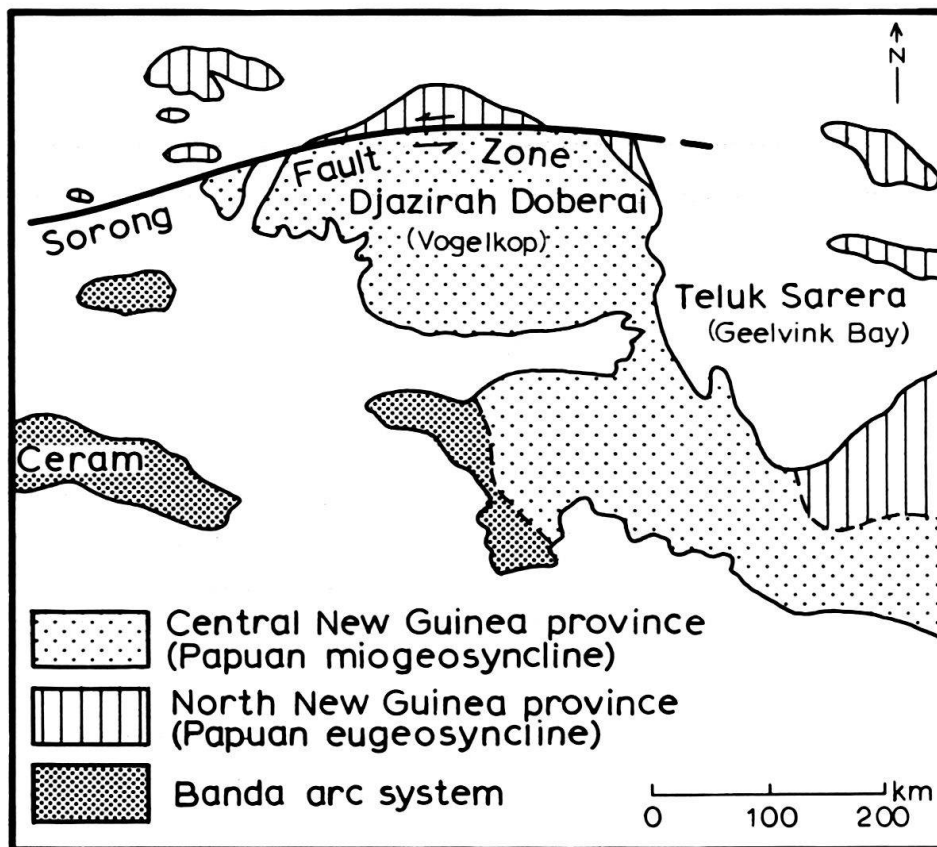 N
Sorong Fault Zone
Djazirah Doberai
(Vogelkop)
Teluk Sarera
(Geelvink Bay)
Ceram
Central New Guinea province
(Papuan miogeosyncline)
North New Guinea province
(Papuan eugeosyncline)
Banda arc system
km
0 100 200